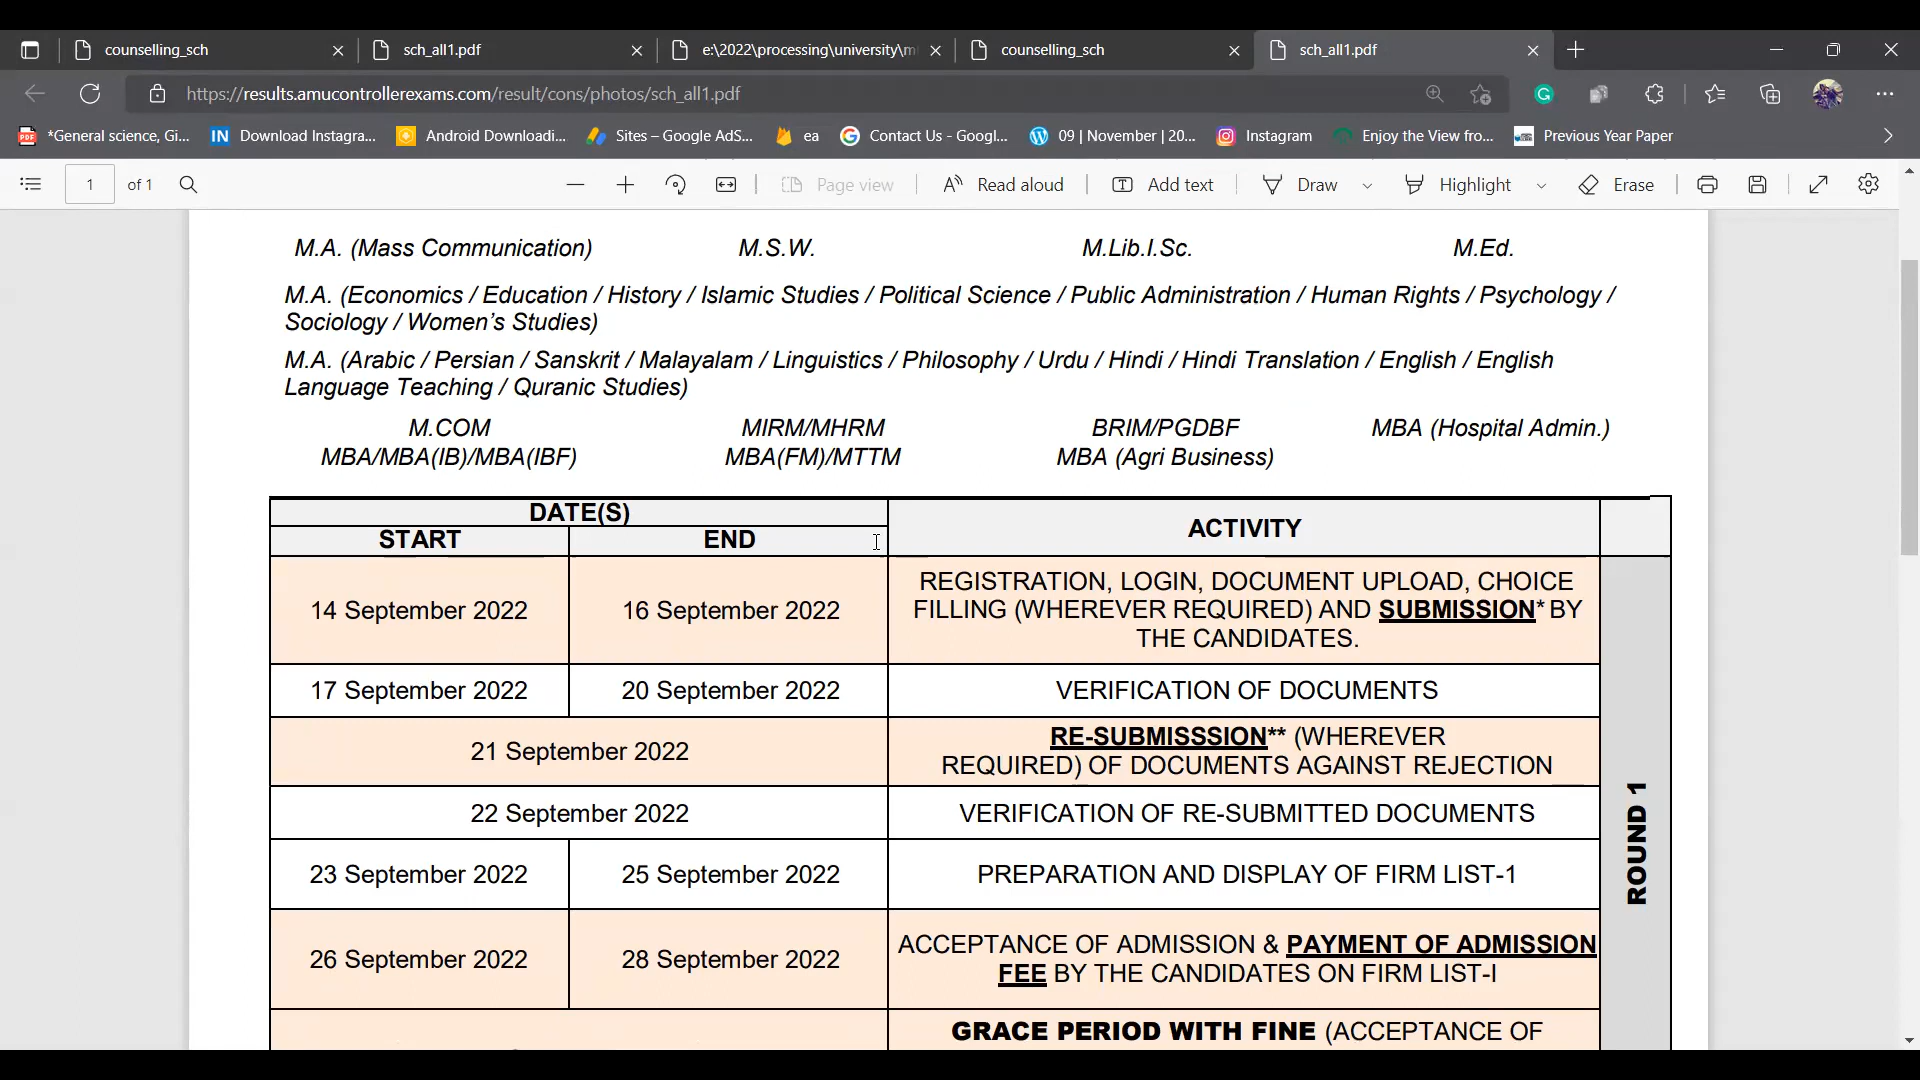 counselling_sch
sch_all1.pdf
e:\2022\processing\university\m
counselling_sch
sch_all1.pdf
https://results.amucontrollerexams.com/result/cons/photos/sch_all1.pdf
*General science, Gi...
IN Download Instagra...
Android Downloadi...
Sites – Google AdS...
ea
Contact Us - Googl...
09 | November | 20...
Instagram
Enjoy the View fro...
Previous Year Paper
1 of 1
Page view
Read aloud
Add text
Draw
Highlight
Erase
M.A. (Mass Communication) M.S.W. M.Lib.I.Sc. M.Ed.
M.A. (Economics / Education / History / Islamic Studies / Political Science / Public Administration / Human Rights / Psychology /
Sociology / Women’s Studies)
M.A. (Arabic / Persian / Sanskrit / Malayalam / Linguistics / Philosophy / Urdu / Hindi / Hindi Translation / English / English
Language Teaching / Quranic Studies)
M.COM MIRM/MHRM BRIM/PGDBF MBA (Hospital Admin.)
MBA/MBA(IB)/MBA(IBF) MBA(FM)/MTTM MBA (Agri Business)
DATE(S)
START END
ACTIVITY
14 September 2022 16 September 2022
REGISTRATION, LOGIN, DOCUMENT UPLOAD, CHOICE
FILLING (WHEREVER REQUIRED) AND SUBMISSION* BY
THE CANDIDATES.
17 September 2022 20 September 2022 VERIFICATION OF DOCUMENTS
21 September 2022
RE-SUBMISSSION** (WHEREVER
REQUIRED) OF DOCUMENTS AGAINST REJECTION
22 September 2022 VERIFICATION OF RE-SUBMITTED DOCUMENTS
23 September 2022 25 September 2022 PREPARATION AND DISPLAY OF FIRM LIST-1
26 September 2022 28 September 2022
ACCEPTANCE OF ADMISSION & PAYMENT OF ADMISSION
FEE BY THE CANDIDATES ON FIRM LIST-I
GRACE PERIOD WITH FINE (ACCEPTANCE OF
ROUND 1